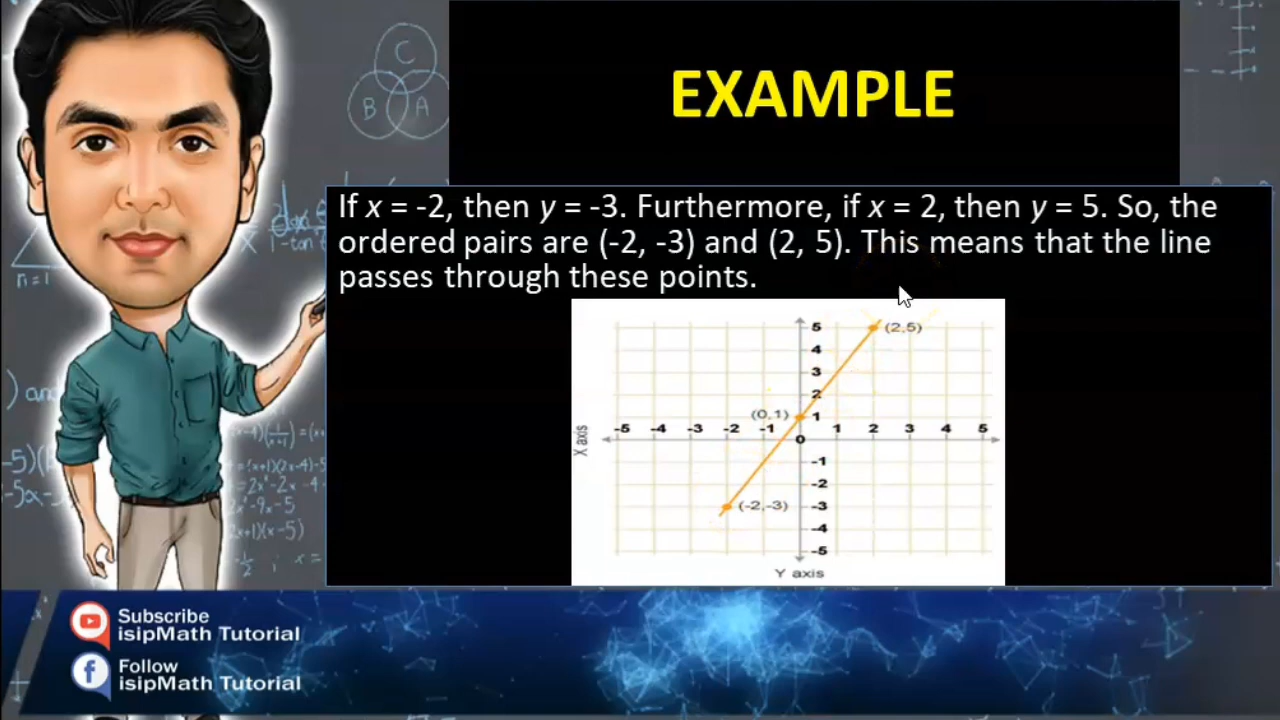 C
B
A
EXAMPLE
If x = -2, then y = -3. Furthermore, if x = 2, then y = 5. So, the
ordered pairs are (-2, -3) and (2, 5). This means that the line
passes through these points.
5
(2,5)
4
3
2
(0,1)
1
X axis
-5 -4 -3 -2 -1 0 1 2 3 4 5
-1
-2
(-2,-3)
-3
-4
-5
Y axis
n=1
Subscribe
isipMath Tutorial
Follow
isipMath Tutorial